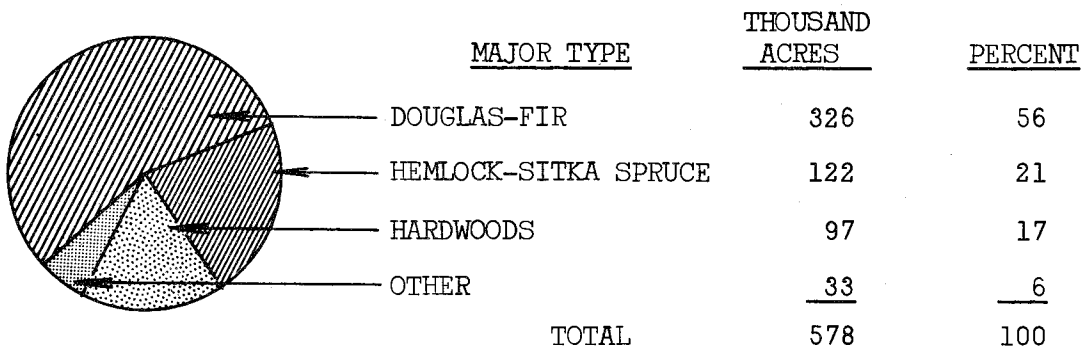 THOUSAND
MAJOR TYPE ACRES PERCENT
DOUGLAS-FIR 326 56
HEMLOCK-SITKA SPRUCE 122 21
HARDWOODS 97 17
OTHER 33 6
TOTAL 578 100